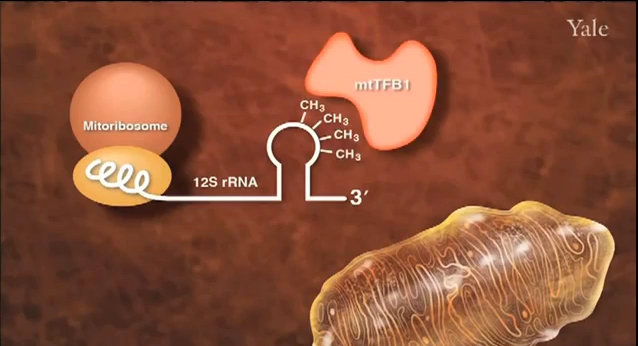 Yale
mtTFB1
CH3
CH3
CH3
CH3
Mitoribosome
12S rRNA
3′